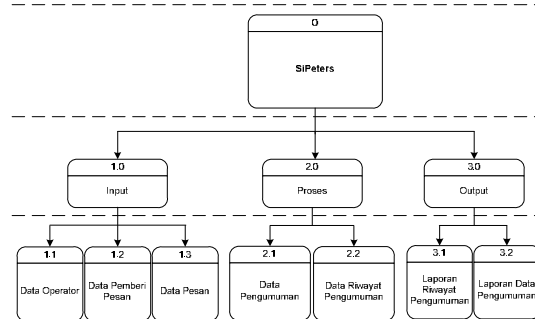 0
SiPeters
1.0
Input
2.0
Proses
3.0
Output
1.1
Data Operator
1.2
Data Pemberi
Pesan
1.3
Data Pesan
2.1
Data
Pengumuman
2.2
Data Riwayat
Pengumuman
3.1
Laporan
Riwayat
Pengumuman
3.2
Laporan Data
Pengumuman